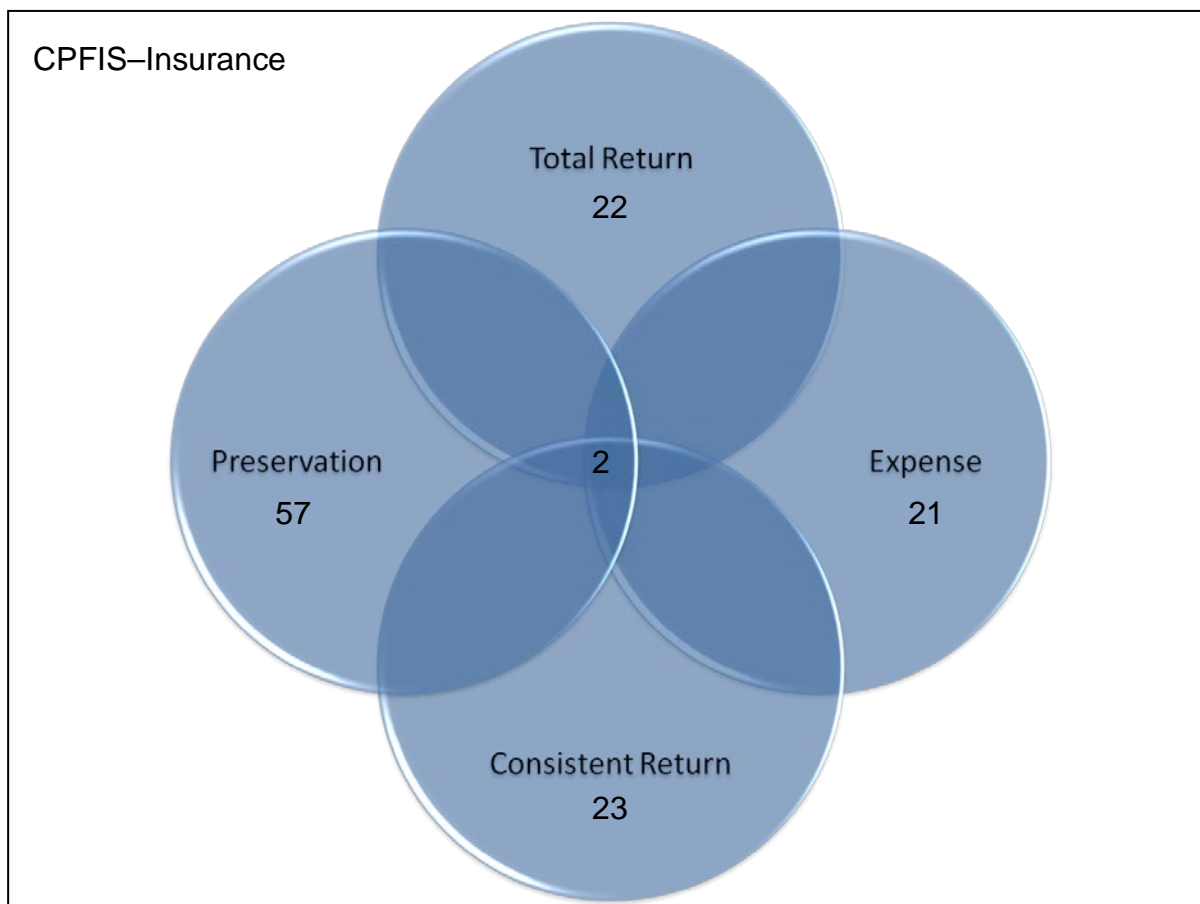 CPFIS–Insurance
Total Return
22
Preservation
57
2
Expense
21
Consistent Return
23